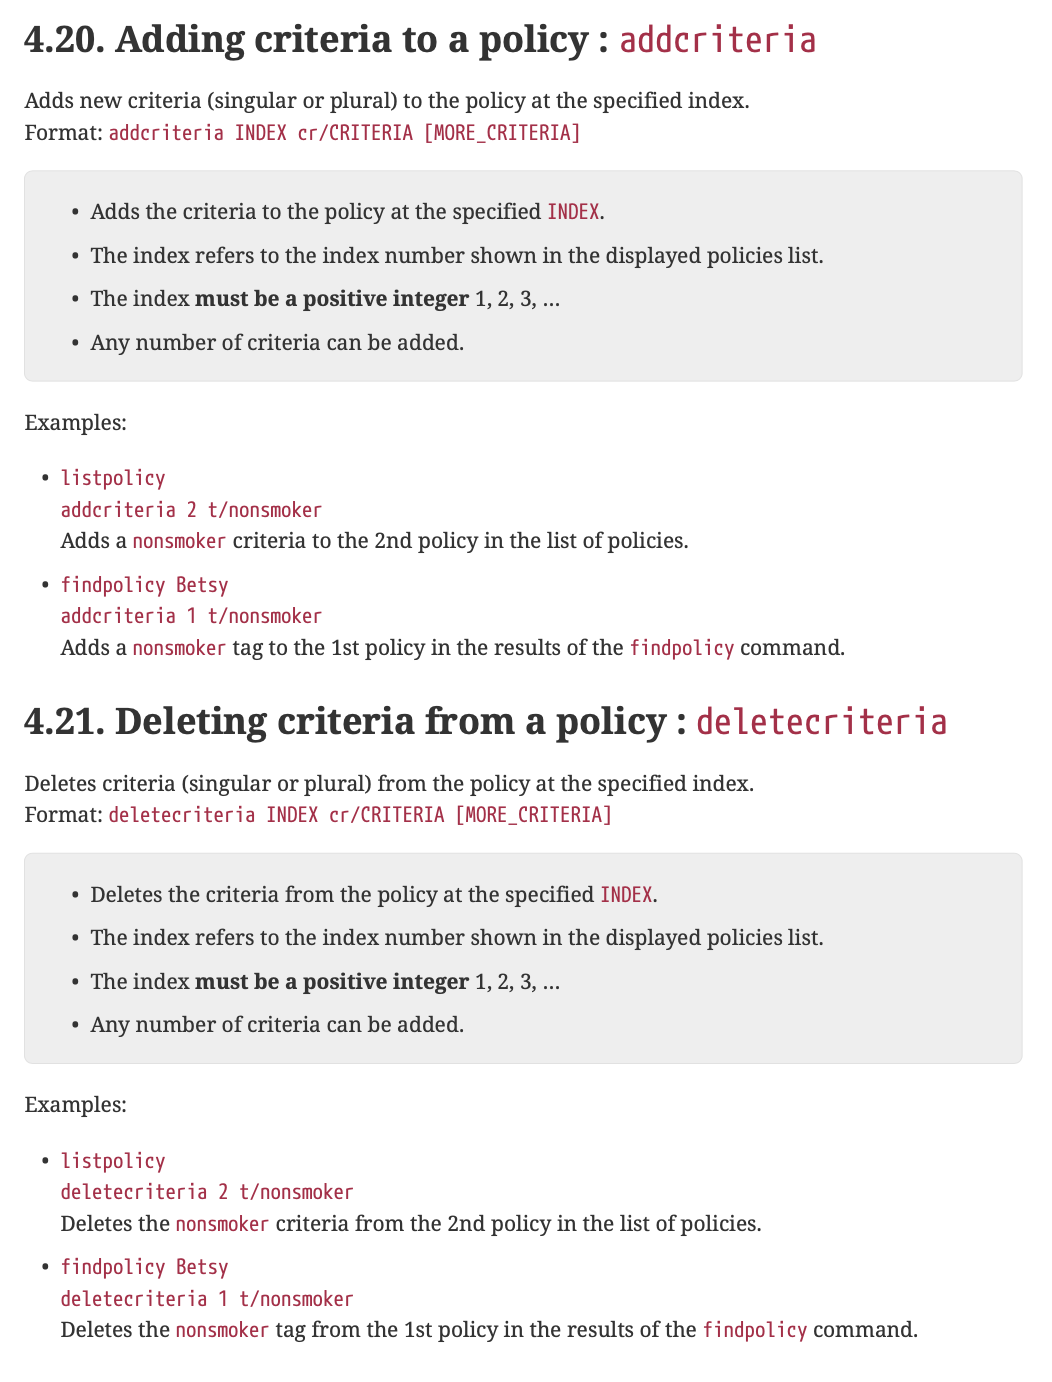 4.20. Adding criteria to a policy : addcriteria
Adds new criteria (singular or plural) to the policy at the specified index.
Format: addcriteria INDEX cr/CRITERIA [MORE_CRITERIA]
• Adds the criteria to the policy at the specified INDEX.
• The index refers to the index number shown in the displayed policies list.
• The index must be a positive integer 1, 2, 3, …
• Any number of criteria can be added.
Examples:
• listpolicy
addcriteria 2 t/nonsmoker
Adds a nonsmoker criteria to the 2nd policy in the list of policies.
• findpolicy Betsy
addcriteria 1 t/nonsmoker
Adds a nonsmoker tag to the 1st policy in the results of the findpolicy command.
4.21. Deleting criteria from a policy : deletecriteria
Deletes criteria (singular or plural) from the policy at the specified index.
Format: deletecriteria INDEX cr/CRITERIA [MORE_CRITERIA]
• Deletes the criteria from the policy at the specified INDEX.
• The index refers to the index number shown in the displayed policies list.
• The index must be a positive integer 1, 2, 3, …
• Any number of criteria can be added.
Examples:
• listpolicy
deletecriteria 2 t/nonsmoker
Deletes the nonsmoker criteria from the 2nd policy in the list of policies.
• findpolicy Betsy
deletecriteria 1 t/nonsmoker
Deletes the nonsmoker tag from the 1st policy in the results of the findpolicy command.